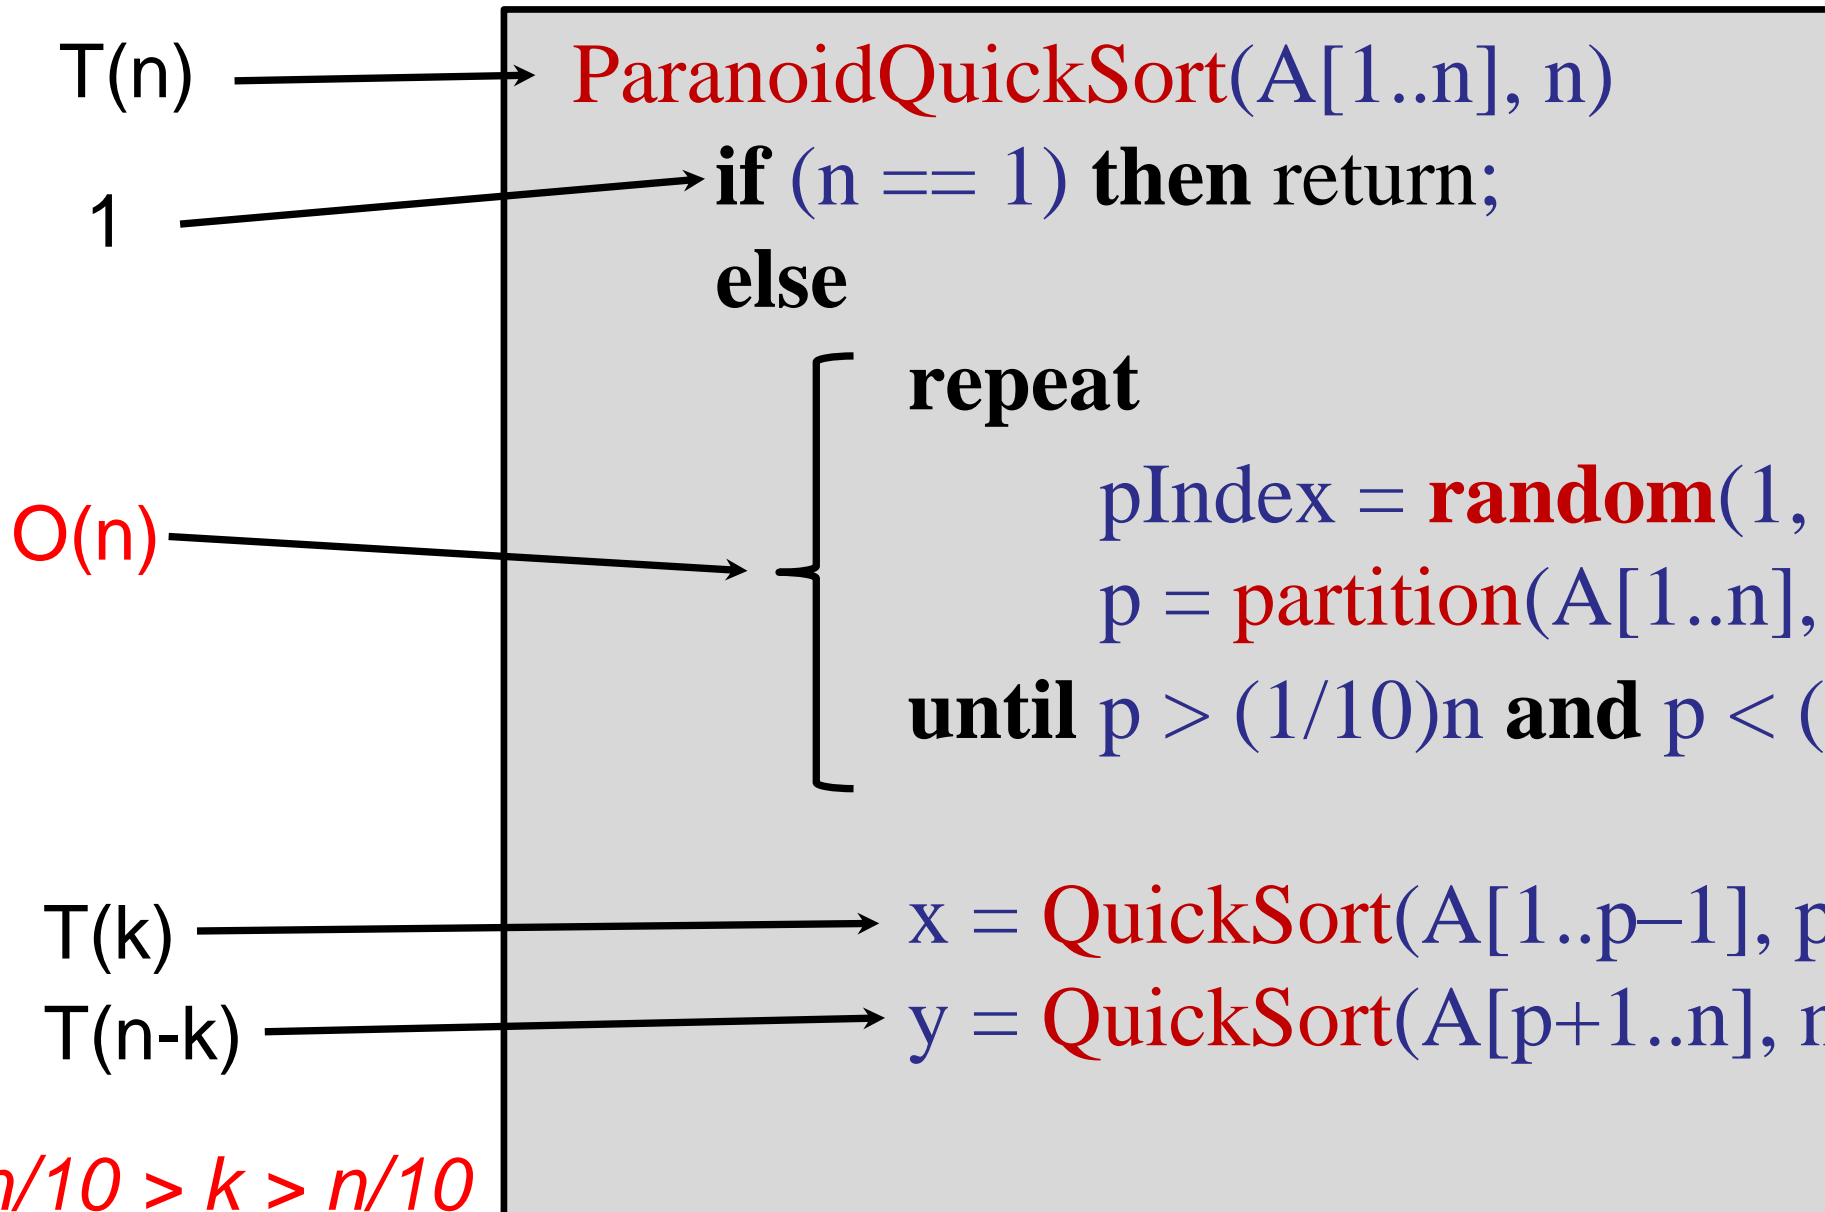 T(n)
ParanoidQuickSort(A[1..n], n)
1
if (n == 1) then return;
else
repeat
pIndex = random(1,
O(n)
p = partition(A[1..n],
until p > (1/10)n and p < (
T(k)
x = QuickSort(A[1..p–1], p
T(n-k)
y = QuickSort(A[p+1..n], n
n/10 > k > n/10